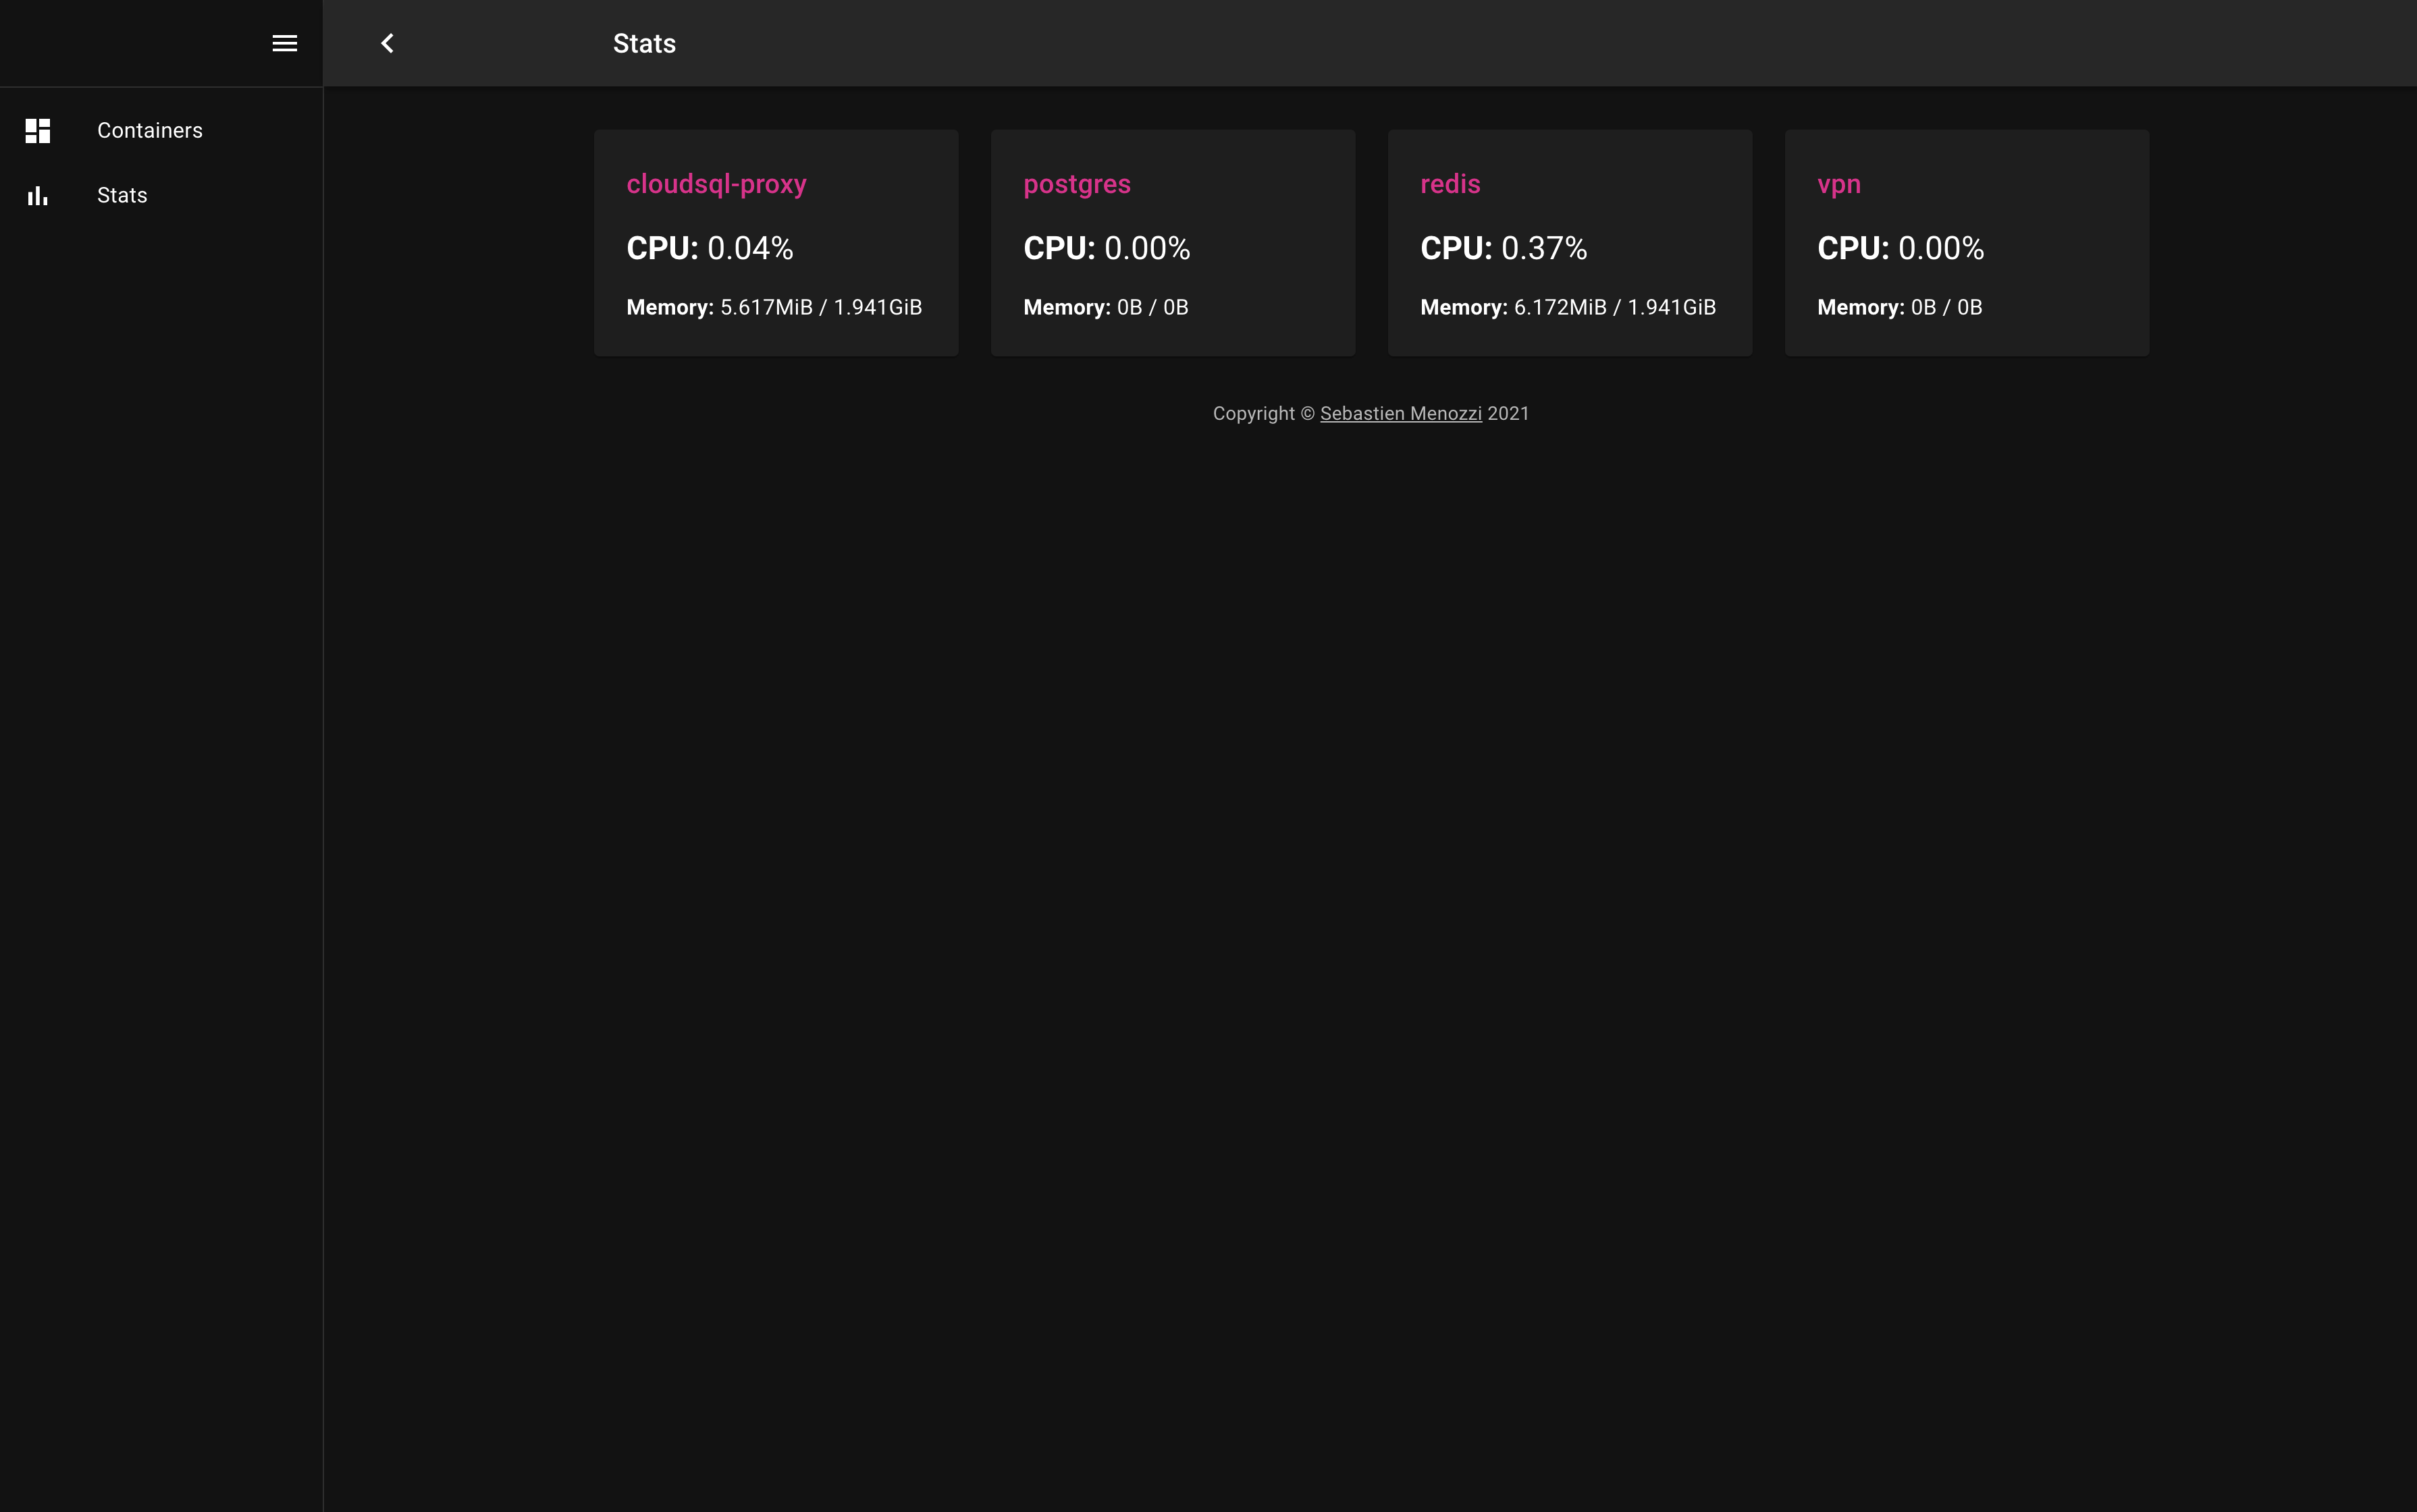 Stats
Containers
Stats
cloudsql-proxy
CPU: 0.04%
Memory: 5.617MiB / 1.941GiB
postgres
CPU: 0.00%
Memory: 0B / 0B
redis
CPU: 0.37%
Memory: 6.172MiB / 1.941GiB
vpn
CPU: 0.00%
Memory: 0B / 0B
Copyright © Sebastien Menozzi 2021